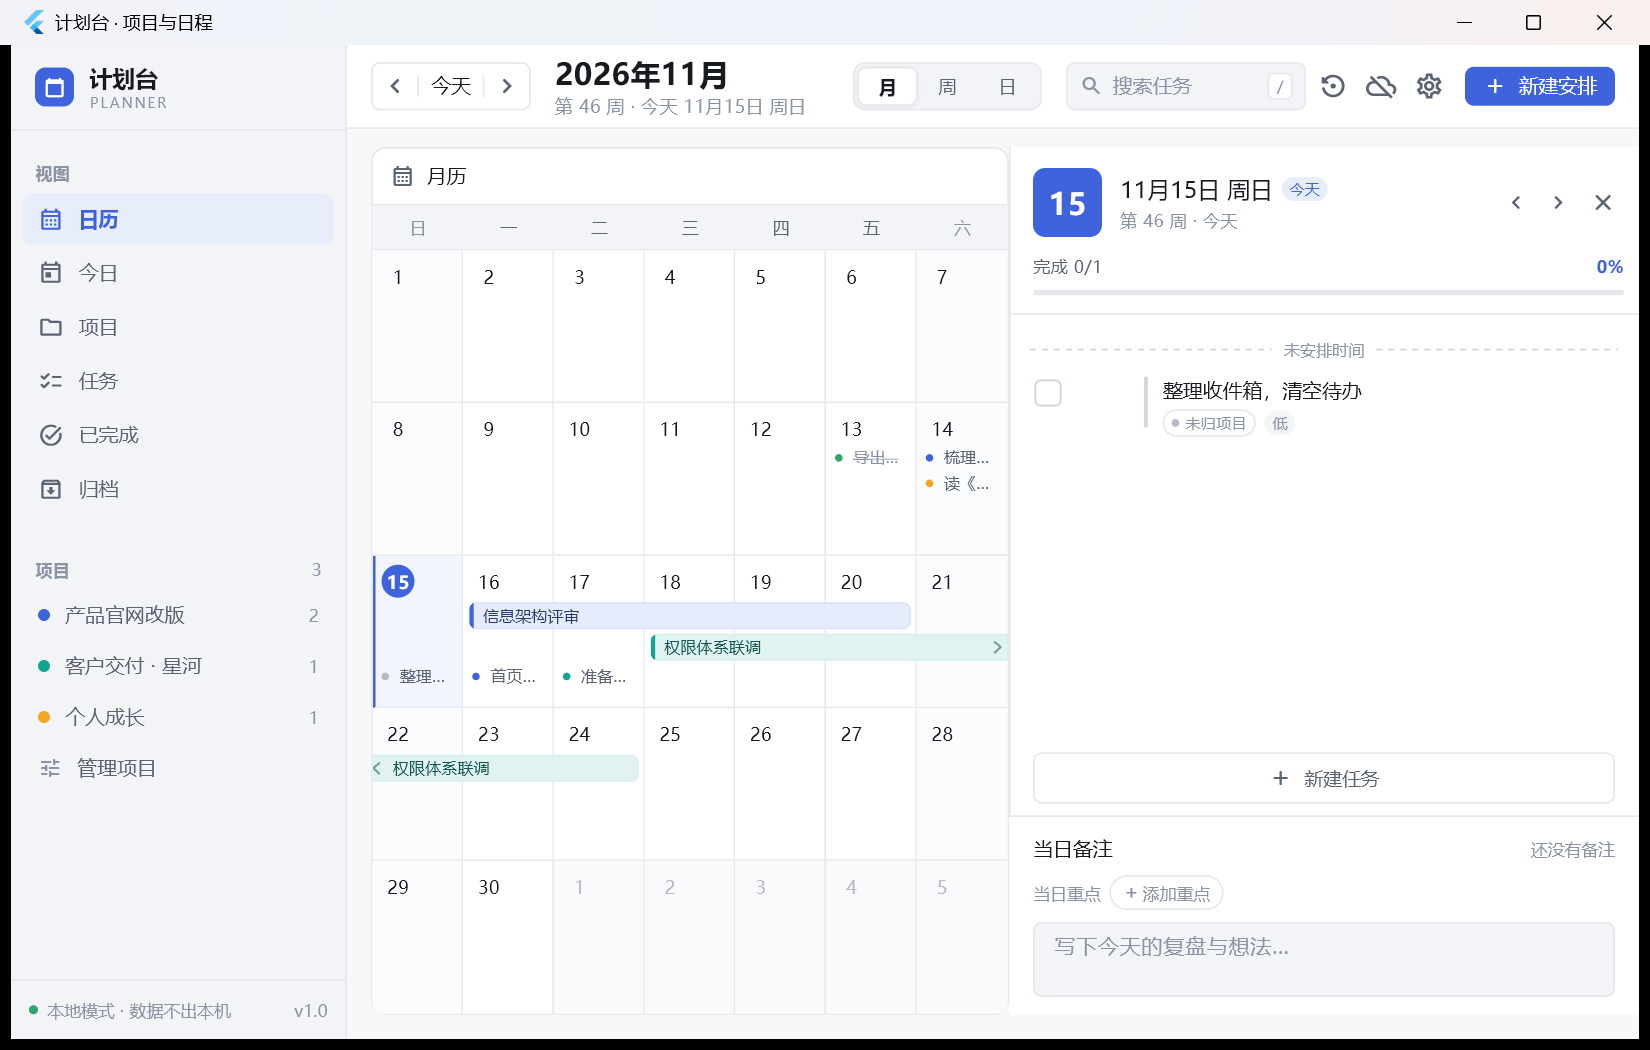 计划台 · 项目与日程
计划台
PLANNER
今天
2026年11月
第 46 周 · 今天 11月15日 周日
月 周 日
搜索任务 /
+ 新建安排
视图
日历
今日
项目
任务
已完成
归档
项目 3
产品官网改版 2
客户交付 · 星河 1
个人成长 1
管理项目
本地模式 · 数据不出本机 v1.0
月历
日 一 二 三 四 五 六
1 2 3 4 5 6 7
8 9 10 11 12 13 14
导出... 梳理...
读《...
15 16 17 18 19 20 21
信息架构评审
权限体系联调
整理... 首页... 准备...
22 23 24 25 26 27 28
权限体系联调
29 30 1 2 3 4 5
15
11月15日 周日 今天
第 46 周 · 今天
完成 0/1 0%
未安排时间
整理收件箱，清空待办
未归项目 低
+ 新建任务
当日备注 还没有备注
当日重点 + 添加重点
写下今天的复盘与想法...